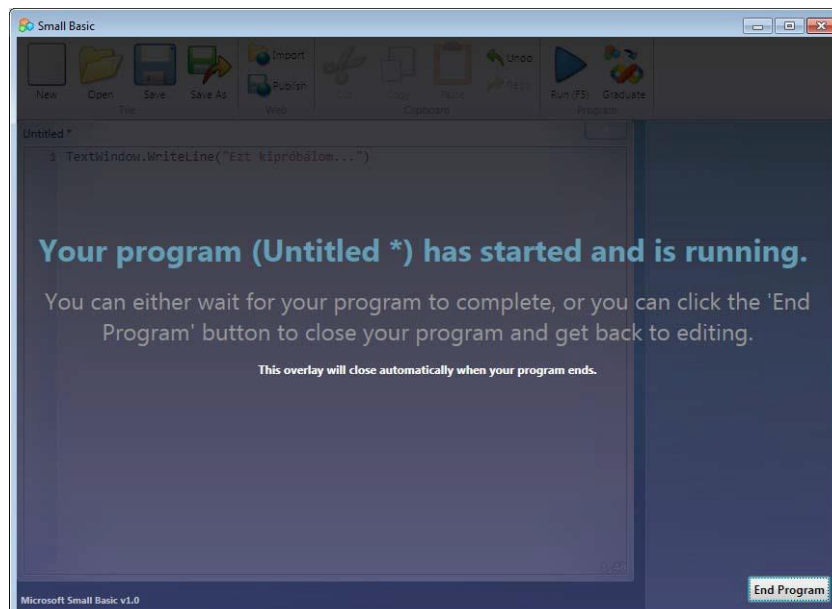 Small Basic
New
Open
Save
Save As
Import
Publish
Cut
Copy
Paste
Undo
Redo
Run (F5)
Graduate
File
Web
Clipboard
Program
Untitled *
1 TextWindow.WriteLine("Ezt kipróbálom...")
Your program (Untitled *) has started and is running.
You can either wait for your program to complete, or you can click the 'End
Program' button to close your program and get back to editing.
This overlay will close automatically when your program ends.
Microsoft Small Basic v1.0
End Program